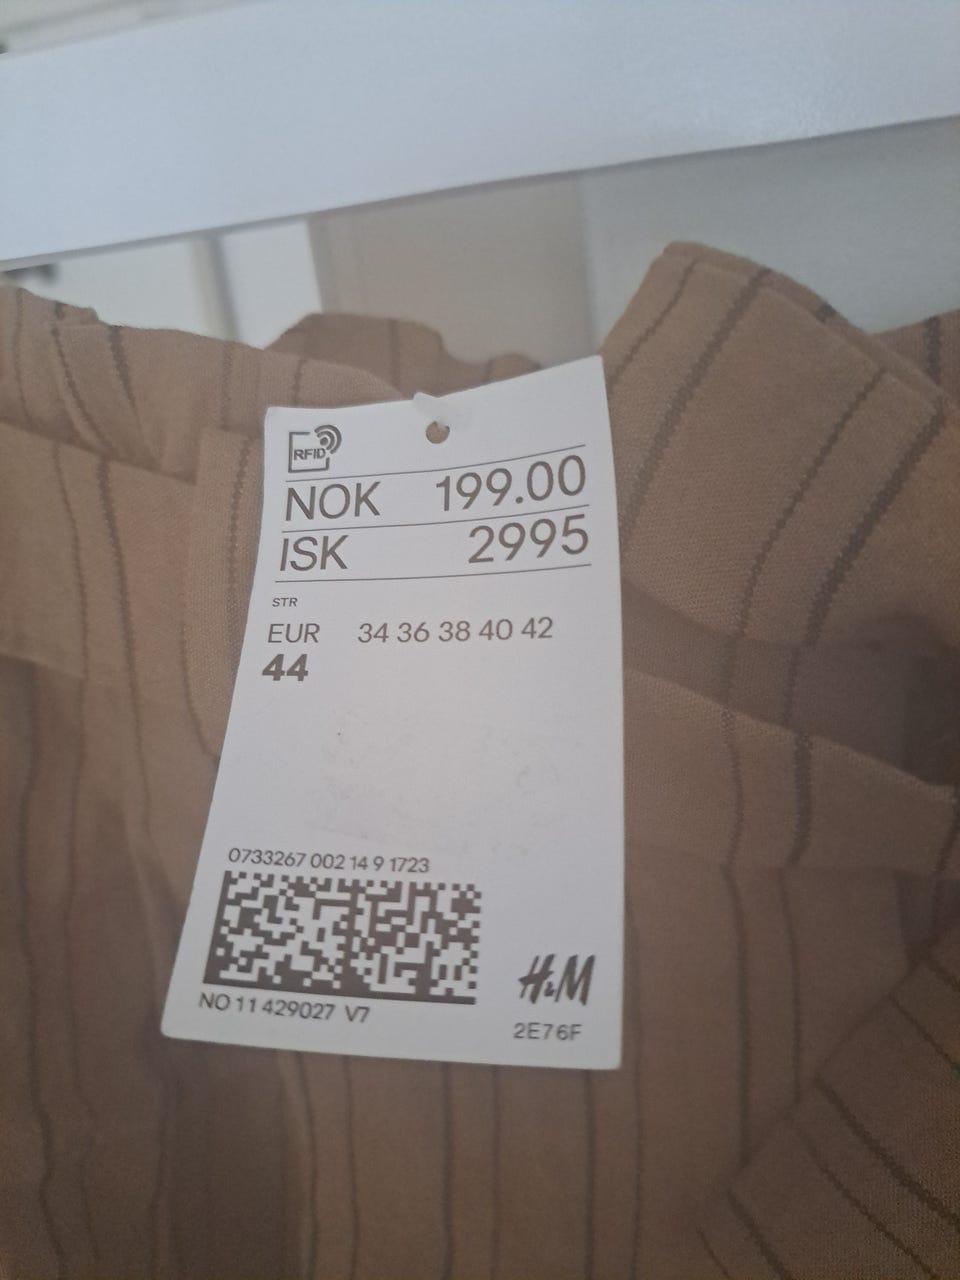 RFID
NOK 199.00
ISK 2995
STR
EUR 34 36 38 40 42
44
0733267 002 14 9 1723
NO 11 429027 V7
H&M
2E76F